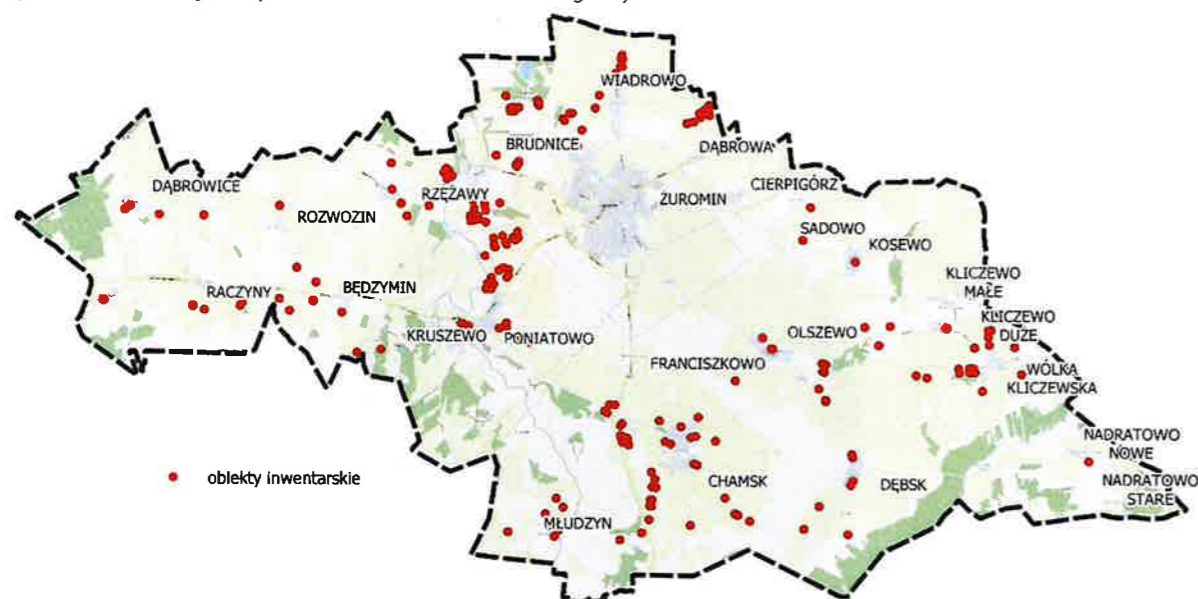 WIADROWO
BRUDNICE
DĄBROWA
DĄBROWICE
RZĘŻAWY
CIERPIGÓRZ
ŻUROMIN
ROZWOZIN
SADOWO
KOSEWO
KLICZEWO
MAŁE
RACZYNY
BĘDZYMIN
KLICZEWO
DUŻE
KRUSZEWO
PONIATOWO
OLSZEWO
FRANCISZKOWO
WÓLKA
KLICZEWSKA
NADRATOWO
NOWE
obiekty inwentarskie
CHAMSK
DĘBSK
NADRATOWO
STARE
MŁUDZYN